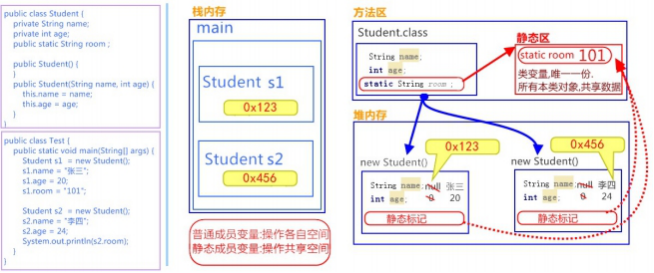 public class Student {
private String name;
private int age;
public static String room ;
public Student() {
}
public Student(String name, int age) {
this.name = name;
this.age = age;
}
}
public class Test {
public static void main(String[] args) {
Student s1 = new Student();
s1.name = "张三";
s1.age = 20;
s1.room = "101";
Student s2 = new Student();
s2.name = "李四";
s2.age = 24;
System.out.println(s2.room);
}
}
栈内存
main
Student s1
0x123
Student s2
0x456
普通成员变量:操作各自空间
静态成员变量:操作共享空间
方法区
Student.class
String name;
int age;
static String room ;
静态区
static room 101
类变量,唯一一份.
所有本类对象,共享数据
堆内存
new Student()
0x123
String name:null 张三
int age: 0 20
静态标记
0x456
new Student()
String name:null 李四
int age: 0 24
静态标记